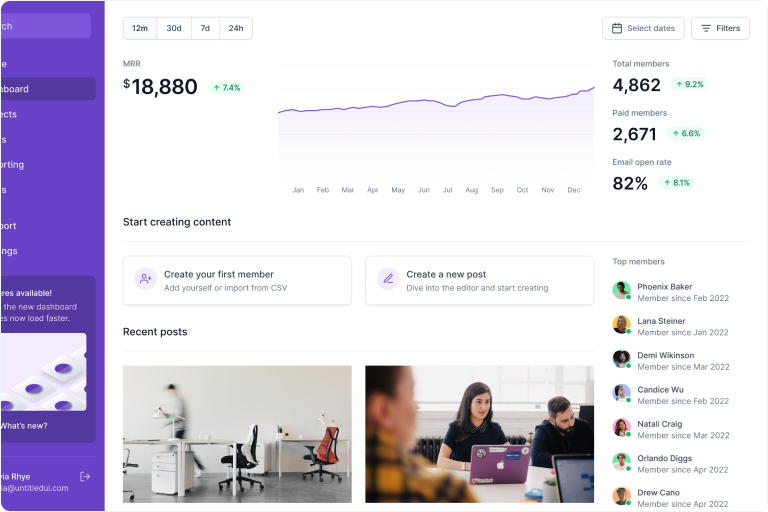 rch
e
board
ects
s
orting
rs
port
ngs
res available!
the new dashboard
es now load faster.
What's new?
via Rhye
ia@untitledui.com
12m 30d 7d 24h
Select dates
Filters
MRR
$18,880
↑ 7.4%
Jan Feb Mar Apr May Jun Jul Aug Sep Oct Nov Dec
Total members
4,862
↑ 9.2%
Paid members
2,671
↑ 6.6%
Email open rate
82%
↑ 8.1%
Start creating content
Create your first member
Add yourself or import from CSV
Create a new post
Dive into the editor and start creating
Recent posts
Top members
Phoenix Baker
Member since Feb 2022
Lana Steiner
Member since Jan 2022
Demi Wikinson
Member since Mar 2022
Candice Wu
Member since Feb 2022
Natali Craig
Member since Mar 2022
Orlando Diggs
Member since Apr 2022
Drew Cano
Member since Apr 2022